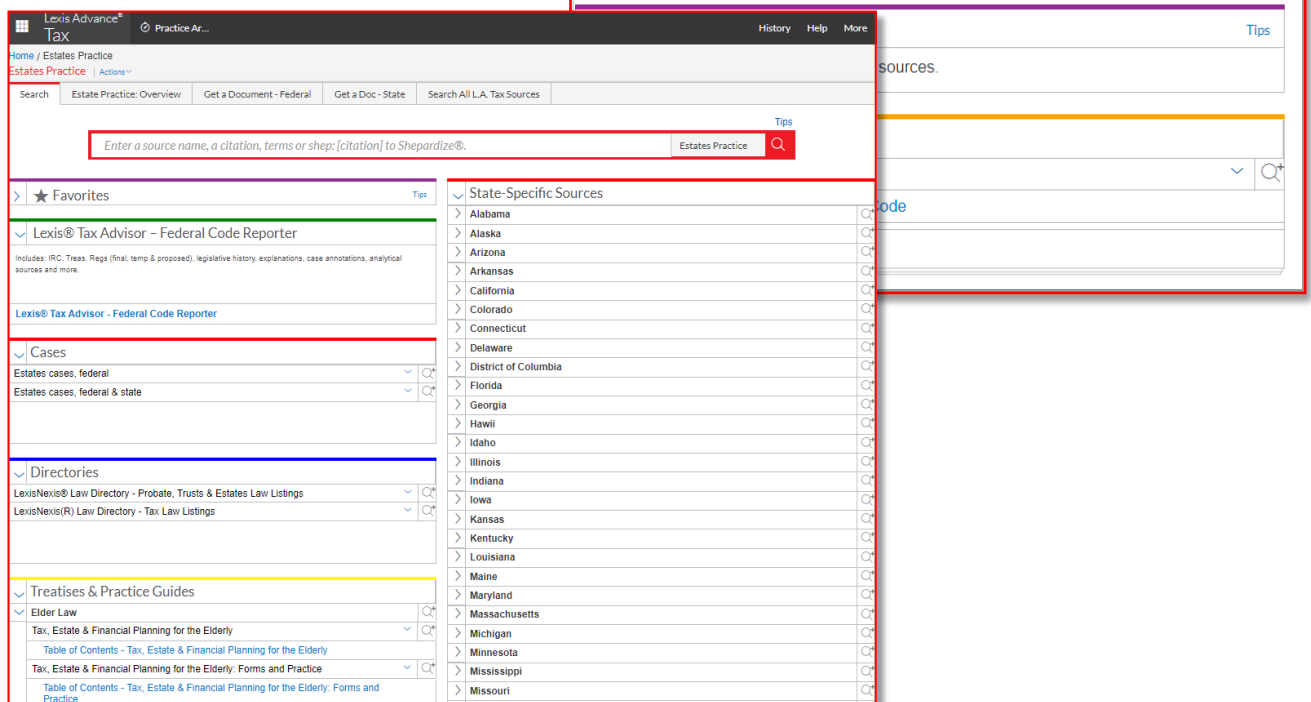 Lexis Advance®
Tax
Practice Ar...
History Help More
Home / Estates Practice
Estates Practice | Actions
Search Estate Practice: Overview Get a Document - Federal Get a Doc - State Search All L.A. Tax Sources
Tips
Enter a source name, a citation, terms or shep: [citation] to Shepardize®. Estates Practice
Favorites Tips
Lexis® Tax Advisor – Federal Code Reporter
Includes: IRC, Treas. Regs (final, temp & proposed), legislative history, explanations, case annotations, analytical
sources and more.
Lexis® Tax Advisor - Federal Code Reporter
Cases
Estates cases, federal
Estates cases, federal & state
Directories
LexisNexis® Law Directory - Probate, Trusts & Estates Law Listings
LexisNexis(R) Law Directory - Tax Law Listings
Treatises & Practice Guides
Elder Law
Tax, Estate & Financial Planning for the Elderly
Table of Contents - Tax, Estate & Financial Planning for the Elderly
Tax, Estate & Financial Planning for the Elderly: Forms and Practice
Table of Contents - Tax, Estate & Financial Planning for the Elderly: Forms and
Practice
State-Specific Sources
Alabama
Alaska
Arizona
Arkansas
California
Colorado
Connecticut
Delaware
District of Columbia
Florida
Georgia
Hawii
Idaho
Illinois
Indiana
Iowa
Kansas
Kentucky
Louisiana
Maine
Maryland
Massachusetts
Michigan
Minnesota
Mississippi
Missouri
Tips
sources.
ode